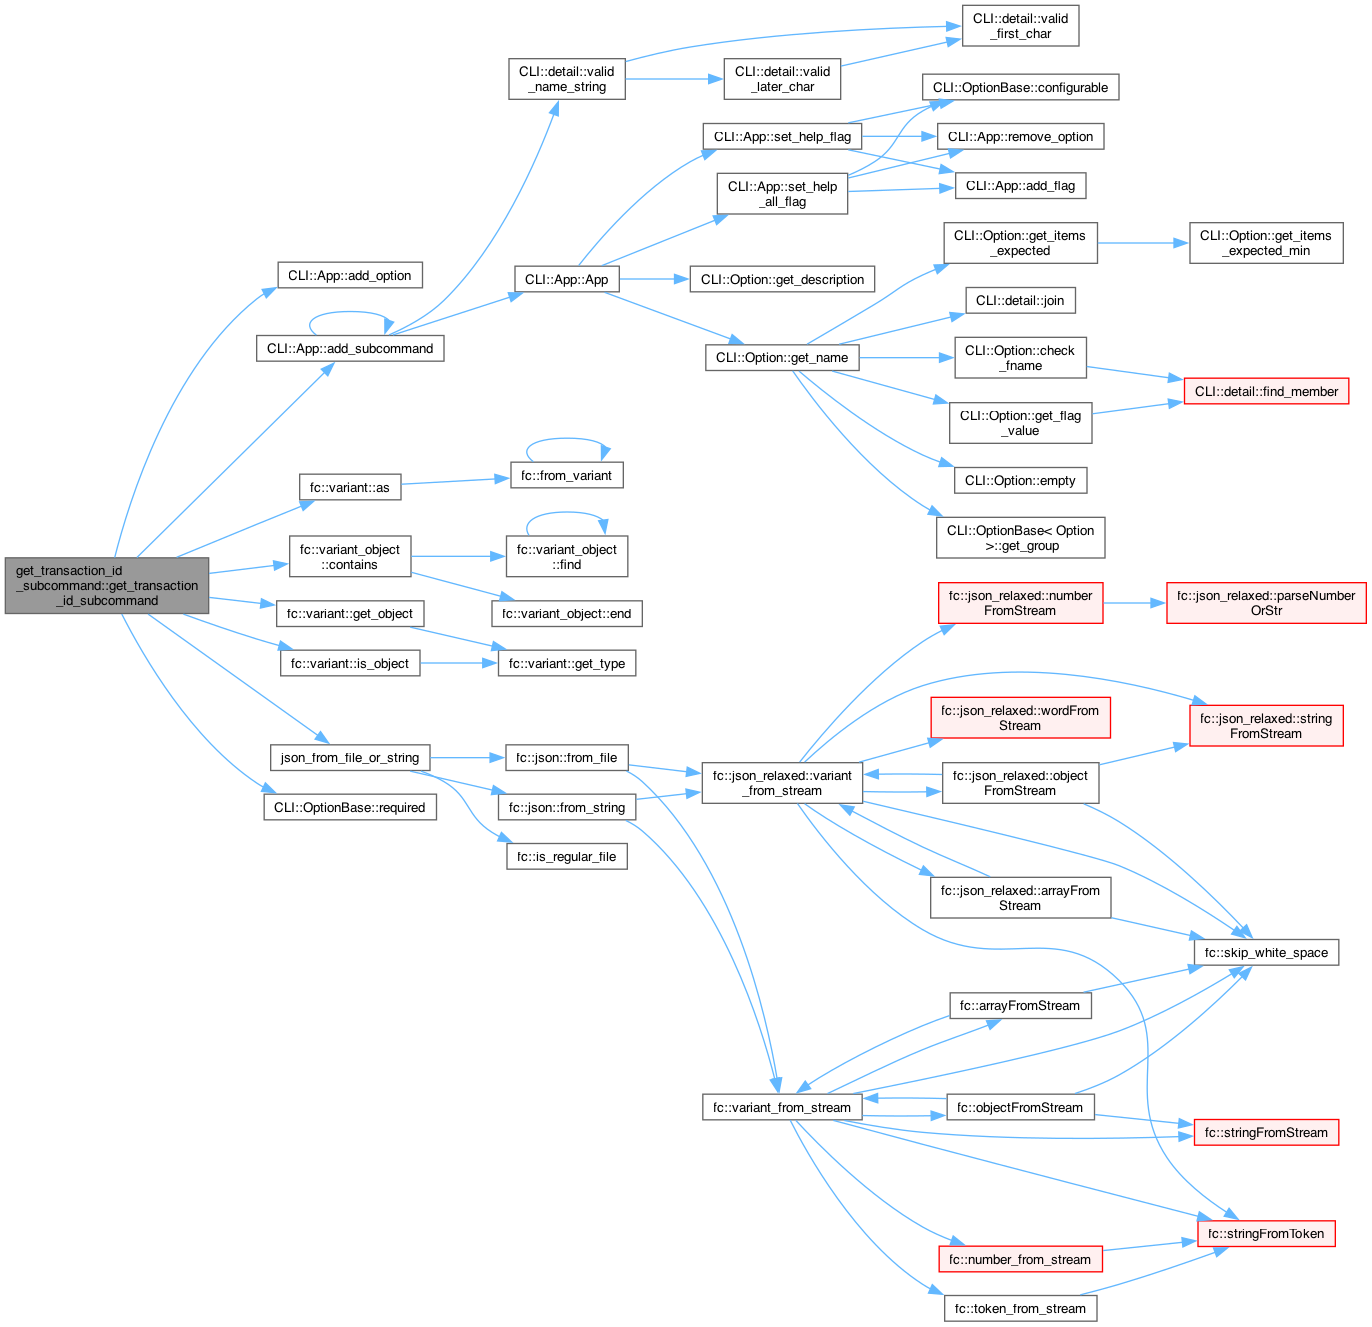 get_transaction_id
_subcommand::get_transaction
_id_subcommand
CLI::App::add_option
CLI::App::add_subcommand
fc::variant::as
fc::variant_object
::contains
fc::variant::get_object
fc::variant::is_object
json_from_file_or_string
CLI::OptionBase::required
CLI::detail::valid
_name_string
CLI::App::App
fc::from_variant
fc::variant_object
::find
fc::variant_object::end
fc::variant::get_type
fc::json::from_file
fc::json::from_string
fc::is_regular_file
CLI::detail::valid
_later_char
CLI::App::set_help_flag
CLI::App::set_help
_all_flag
CLI::Option::get_description
CLI::Option::get_name
fc::json_relaxed::variant
_from_stream
fc::variant_from_stream
CLI::detail::valid
_first_char
CLI::OptionBase::configurable
CLI::App::remove_option
CLI::App::add_flag
CLI::Option::get_items
_expected
CLI::detail::join
CLI::Option::check
_fname
CLI::Option::get_flag
_value
CLI::Option::empty
CLI::OptionBase< Option
>::get_group
fc::json_relaxed::number
FromStream
fc::json_relaxed::wordFrom
Stream
fc::json_relaxed::object
FromStream
fc::json_relaxed::arrayFrom
Stream
fc::arrayFromStream
fc::objectFromStream
fc::number_from_stream
fc::token_from_stream
CLI::Option::get_items
_expected_min
CLI::detail::find_member
fc::json_relaxed::parseNumber
OrStr
fc::json_relaxed::string
FromStream
fc::skip_white_space
fc::stringFromStream
fc::stringFromToken